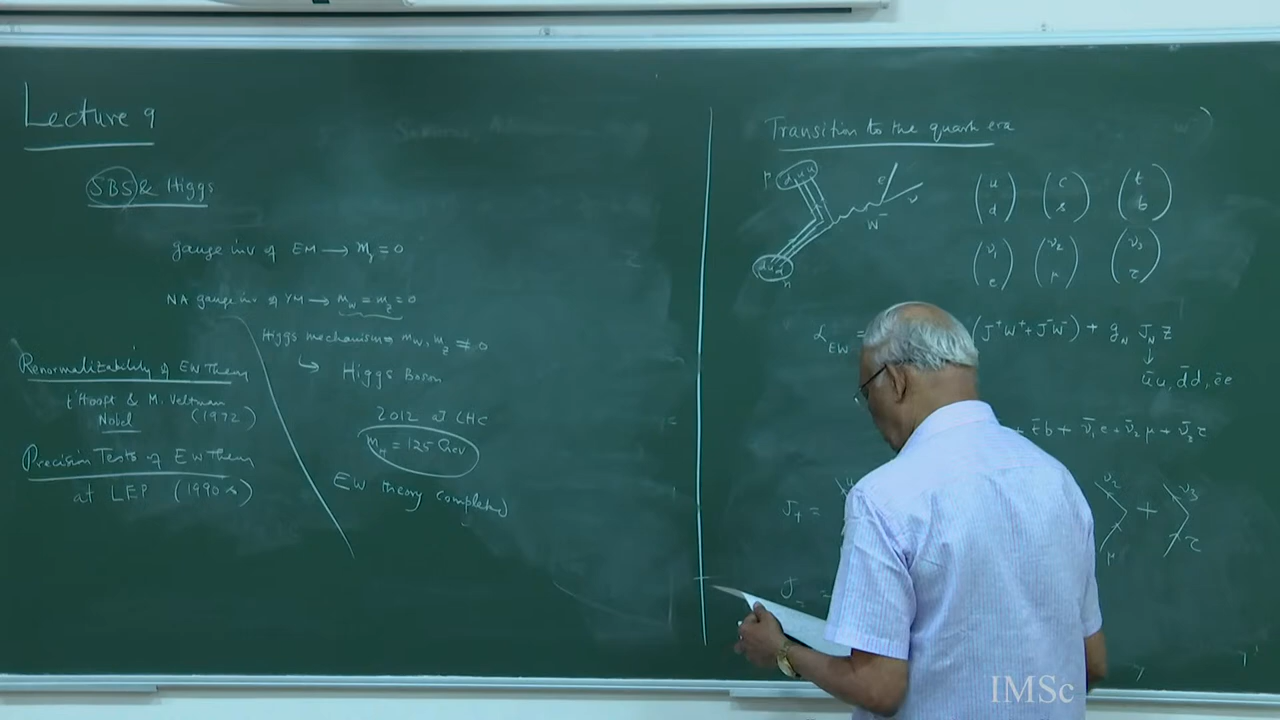 Lecture 9
SBS & Higgs
gauge inv of EM → m_γ = 0
NA gauge inv of YM → m_W = m_Z = 0
Higgs mechanism m_W, m_Z ≠ 0
↳ Higgs Boson
2012 at LHC
m_H = 125 Gev
EW theory completed
Renormalizability of EW Theory
t'Hooft & M. Veltman
Nobel (1972)
Precision Tests of EW Theory
at LEP (1990s)
Transition to the quark era
p d u u
e ν
W⁻
d u d n
(u d) (c s) (t b)
(ν₁ e) (ν₂ μ) (ν₃ τ)
ℒ_EW = (J⁺W⁺ + J⁻W⁻) + g_N J_N Z
↓
ūu, d̄d, ēe
+ t̄b + ν̄₁e + ν̄₂μ + ν̄₃τ
J₊ = u ν₂ μ + ν₃ τ
J₋ =
IMSc